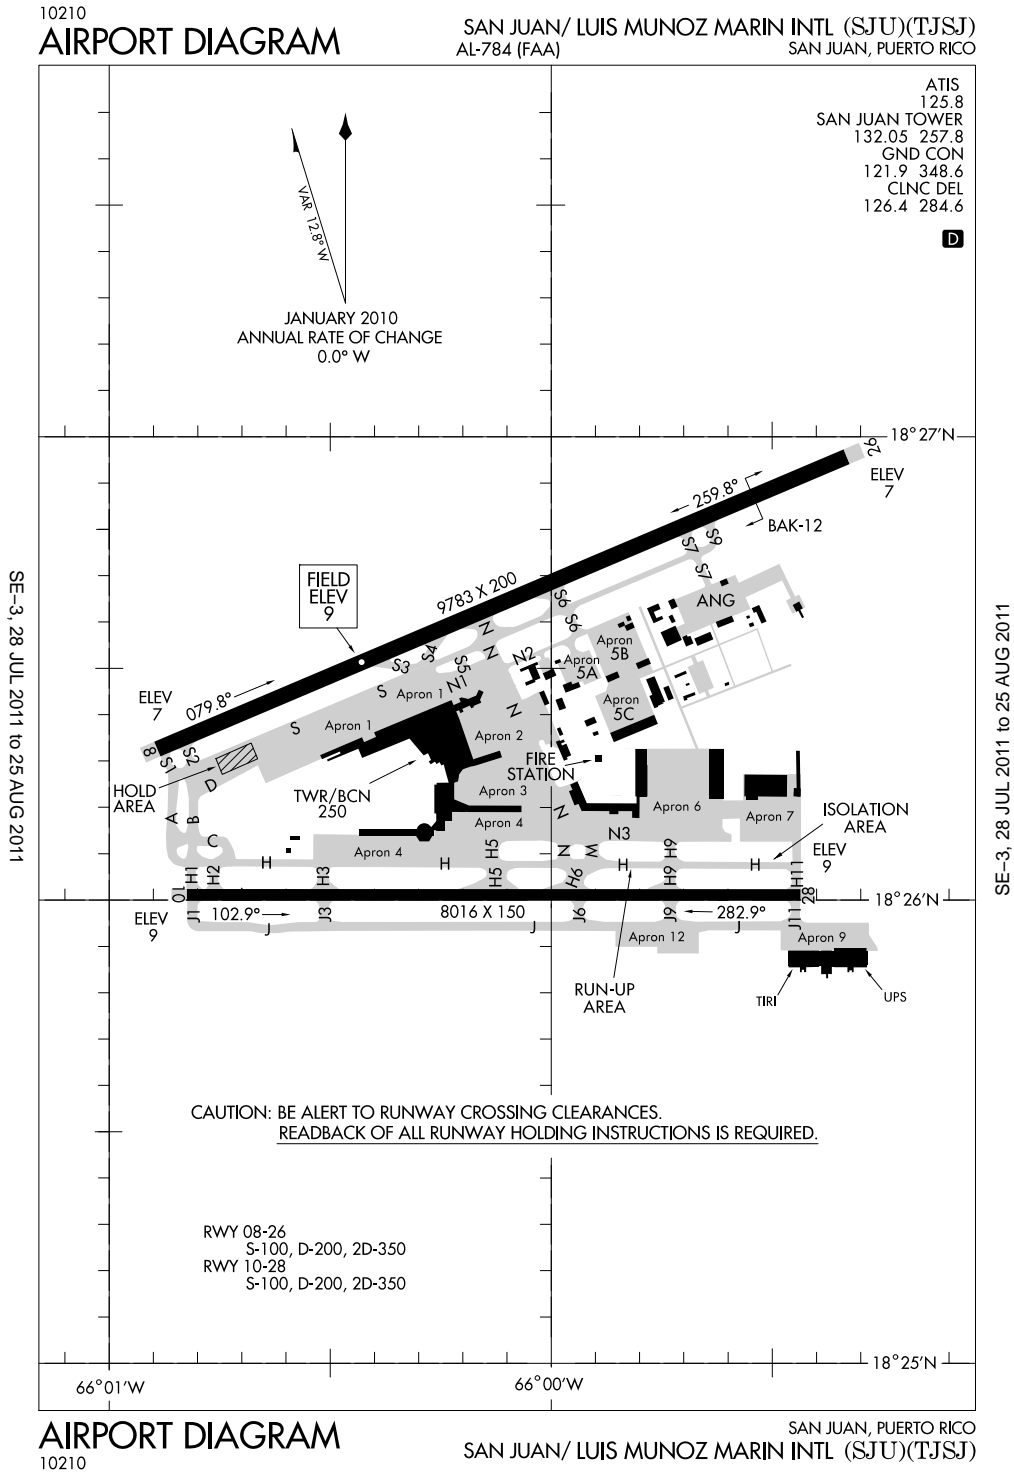 10210
AIRPORT DIAGRAM
SAN JUAN/ LUIS MUNOZ MARIN INTL (SJU)(TJSJ)
AL-784 (FAA)
SAN JUAN, PUERTO RICO
ATIS
125.8
SAN JUAN TOWER
132.05 257.8
GND CON
121.9 348.6
CLNC DEL
126.4 284.6
D
VAR 12.8° W
JANUARY 2010
ANNUAL RATE OF CHANGE
0.0° W
18°27'N
26
ELEV
7
259.8°
BAK-12
S9
S7
S7
FIELD
ELEV
9
9783 X 200
ANG
S6
S6
N
N
S4
S3
S5
N2
Apron
5B
Apron
5A
Apron
5C
ELEV
7
079.8°
S
Apron 1
N1
N
S
Apron 1
Apron 2
8
S1
S2
HOLD
AREA
D
TWR/BCN
250
FIRE
STATION
Apron 3
Apron 4
N
Apron 6
Apron 7
ISOLATION
AREA
A
B
C
N3
Apron 4
H5
N
W
H9
ELEV
9
H
H
H
H
H1
H2
H3
H5
H6
H9
H11
10
28
18°26'N
ELEV
9
J1
102.9°
J3
8016 X 150
J6
J9
282.9°
J1
J
J
J
Apron 12
Apron 9
RUN-UP
AREA
TIRI
UPS
CAUTION: BE ALERT TO RUNWAY CROSSING CLEARANCES.
READBACK OF ALL RUNWAY HOLDING INSTRUCTIONS IS REQUIRED.
RWY 08-26
S-100, D-200, 2D-350
RWY 10-28
S-100, D-200, 2D-350
18°25'N
66°01'W
66°00'W
SE-3, 28 JUL 2011 to 25 AUG 2011
SE-3, 28 JUL 2011 to 25 AUG 2011
AIRPORT DIAGRAM
10210
SAN JUAN, PUERTO RICO
SAN JUAN/ LUIS MUNOZ MARIN INTL (SJU)(TJSJ)